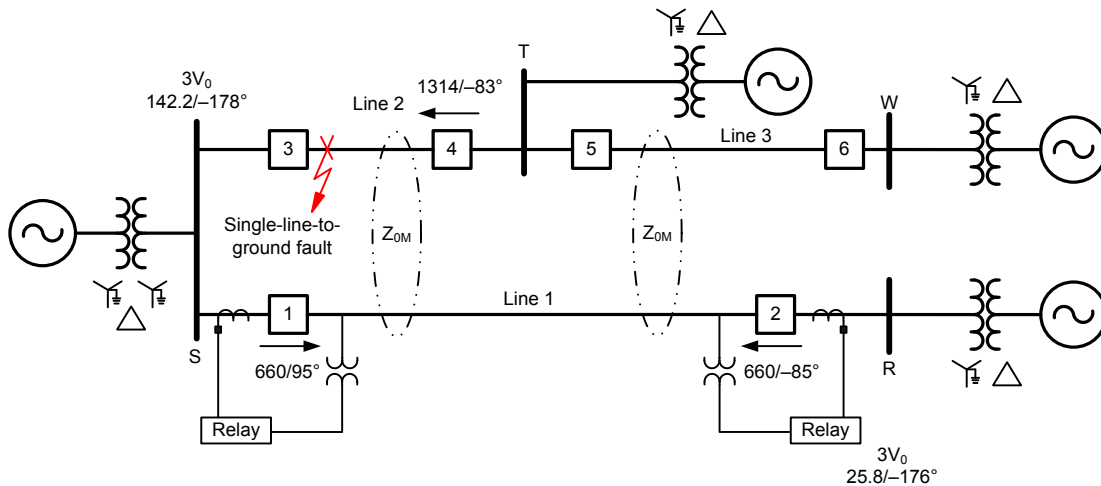 T
3V₀
142.2/–178°
1314/–83°
Line 2
W
Line 3
3
4
5
6
Single-line-to-
ground fault
Z₀M
Z₀M
Line 1
1
2
S
R
660/95°
660/–85°
Relay
Relay
3V₀
25.8/–176°